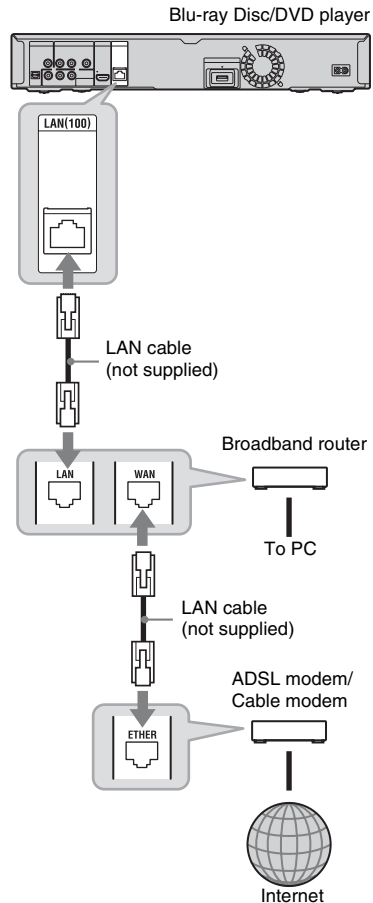 Blu-ray Disc/DVD player
LAN(100)
LAN cable
(not supplied)
Broadband router
LAN
WAN
To PC
LAN cable
(not supplied)
ADSL modem/
Cable modem
ETHER
Internet